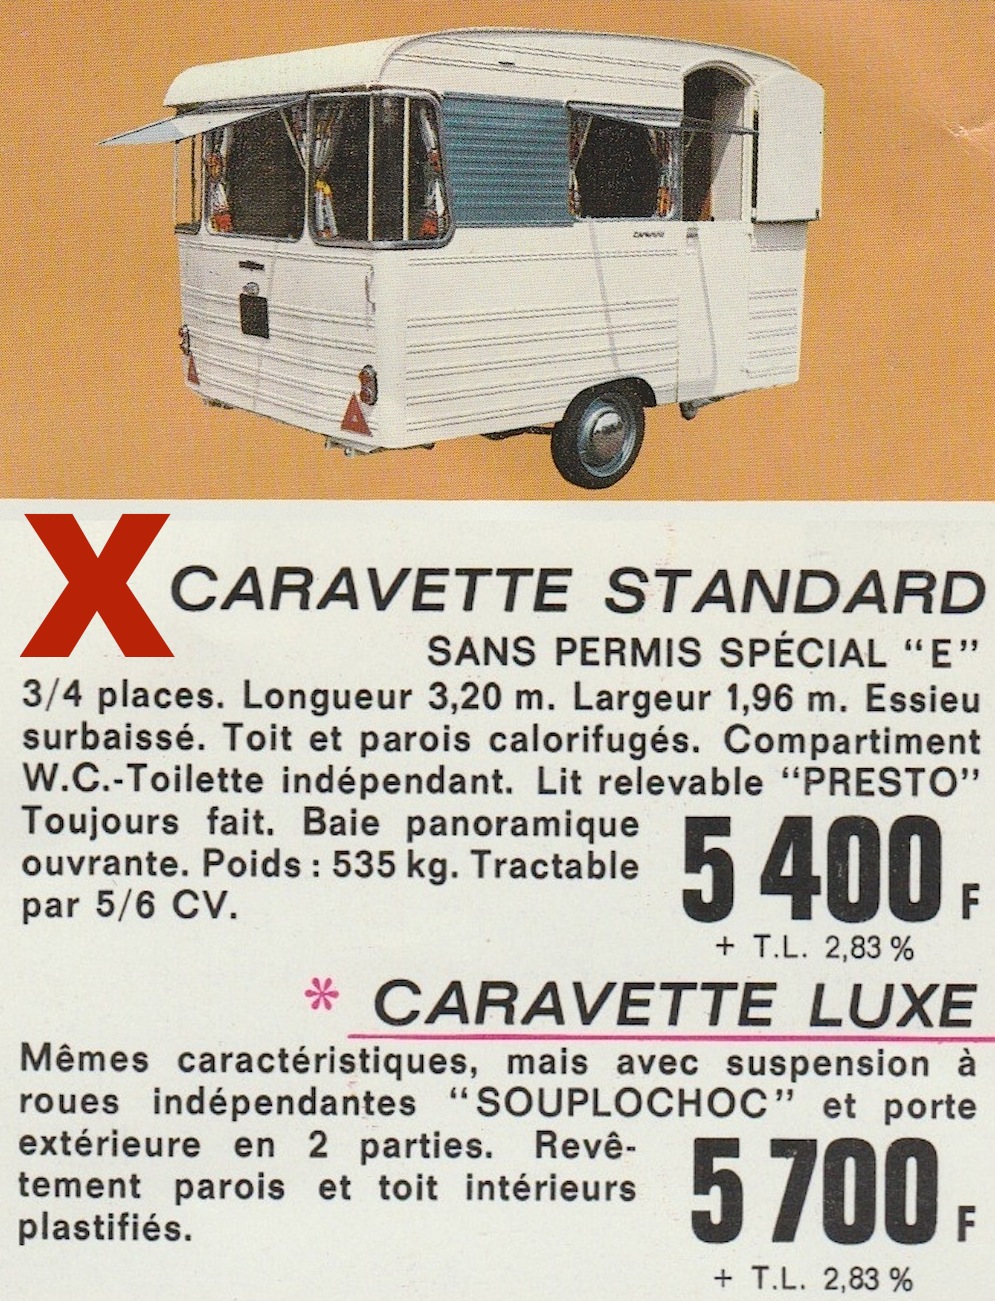 X
CARAVETTE STANDARD
SANS PERMIS SPÉCIAL “E”
3/4 places. Longueur 3,20 m. Largeur 1,96 m. Essieu
surbaissé. Toit et parois calorifugés. Compartiment
W.C.-Toilette indépendant. Lit relevable “PRESTO”
Toujours fait. Baie panoramique
ouvrante. Poids : 535 kg. Tractable
par 5/6 CV.
5 400 F
+ T.L. 2,83 %
* CARAVETTE LUXE
Mêmes caractéristiques, mais avec suspension à
roues indépendantes “SOUPLOCHOC” et porte
extérieure en 2 parties. Revê-
tement parois et toit intérieurs
plastifiés.
5 700 F
+ T.L. 2,83 %